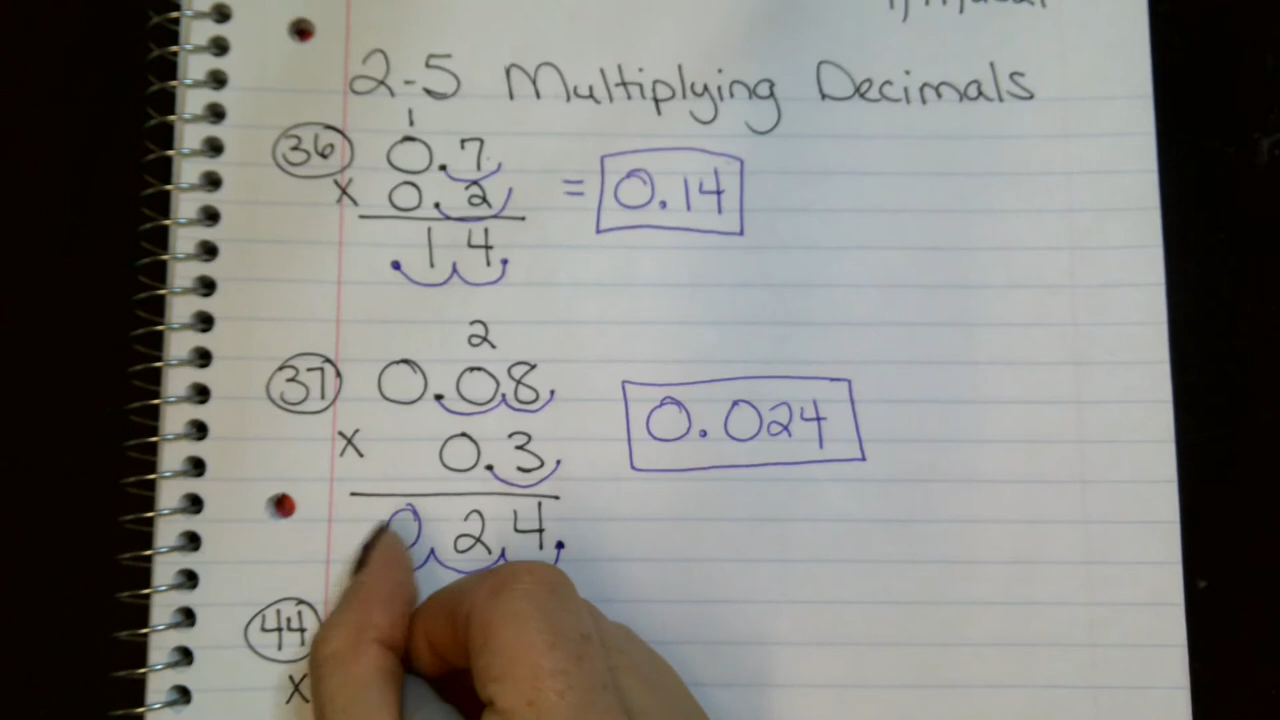 2-5 Multiplying Decimals
1
36 0.7
x 0.2 = 0.14
.14
2
37 0.08
x 0.3 0.024
024.
44
x